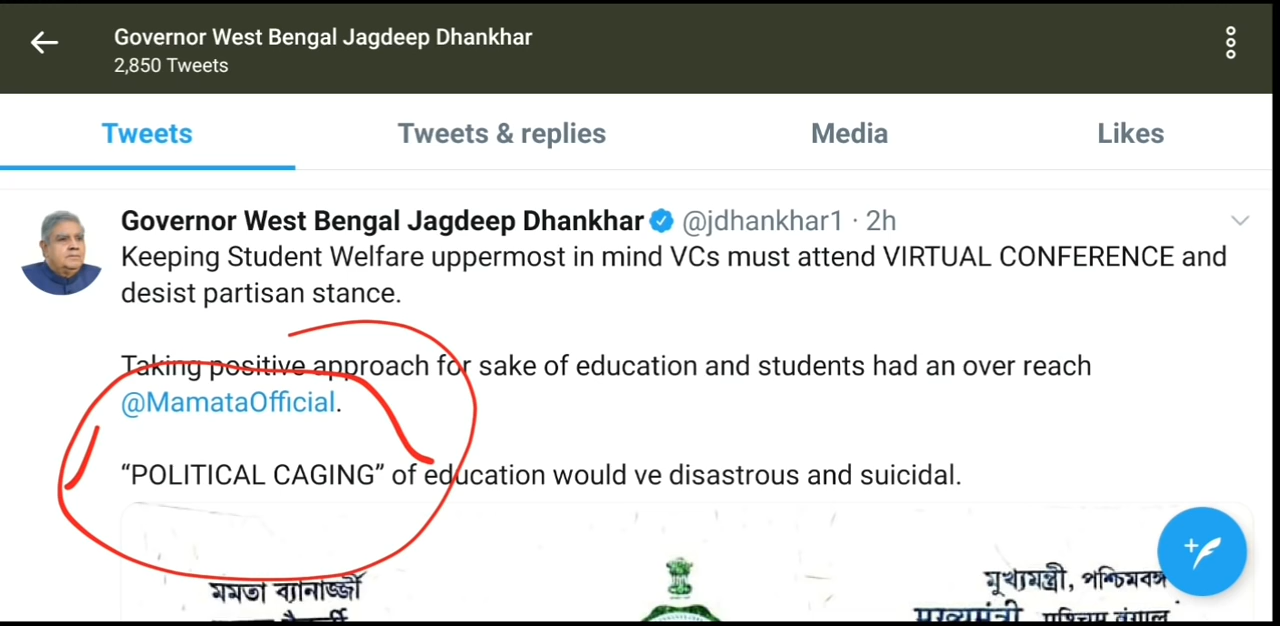 Governor West Bengal Jagdeep Dhankhar
2,850 Tweets
Tweets Tweets & replies Media Likes
Governor West Bengal Jagdeep Dhankhar @jdhankhar1 · 2h
Keeping Student Welfare uppermost in mind VCs must attend VIRTUAL CONFERENCE and
desist partisan stance.
Taking positive approach for sake of education and students had an over reach
@MamataOfficial.
“POLITICAL CAGING” of education would ve disastrous and suicidal.
মমতা ব্যানার্জ্জী
মুখ্যমন্ত্রী, পশ্চিমবঙ্গ